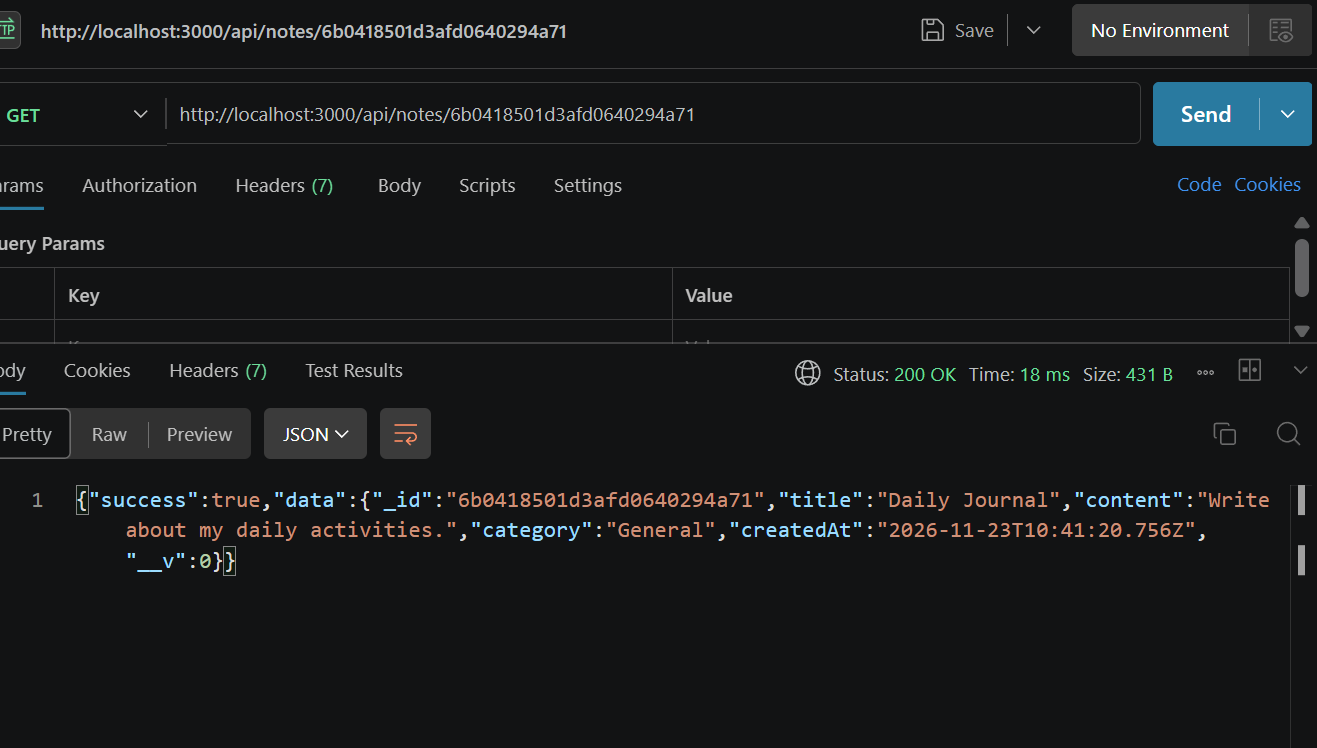 http://localhost:3000/api/notes/6b0418501d3afd0640294a71
Save
No Environment
GET
http://localhost:3000/api/notes/6b0418501d3afd0640294a71
Send
Authorization
Headers (7)
Body
Scripts
Settings
Code
Cookies
Params
Key
Value
Cookies
Headers (7)
Test Results
Status: 200 OK Time: 18 ms Size: 431 B
Pretty
Raw
Preview
JSON
1
{"success":true,"data":{"_id":"6b0418501d3afd0640294a71","title":"Daily Journal","content":"Write
about my daily activities.","category":"General","createdAt":"2026-11-23T10:41:20.756Z",
"__v":0}}